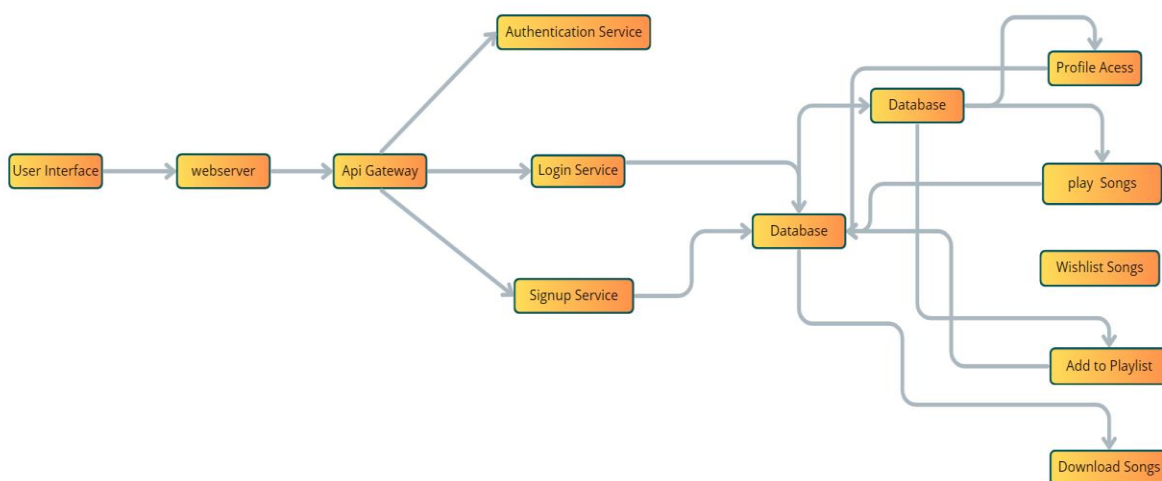 Authentication Service
Profile Acess
Database
User Interface
webserver
Api Gateway
Login Service
play Songs
Database
Wishlist Songs
Signup Service
Add to Playlist
Download Songs